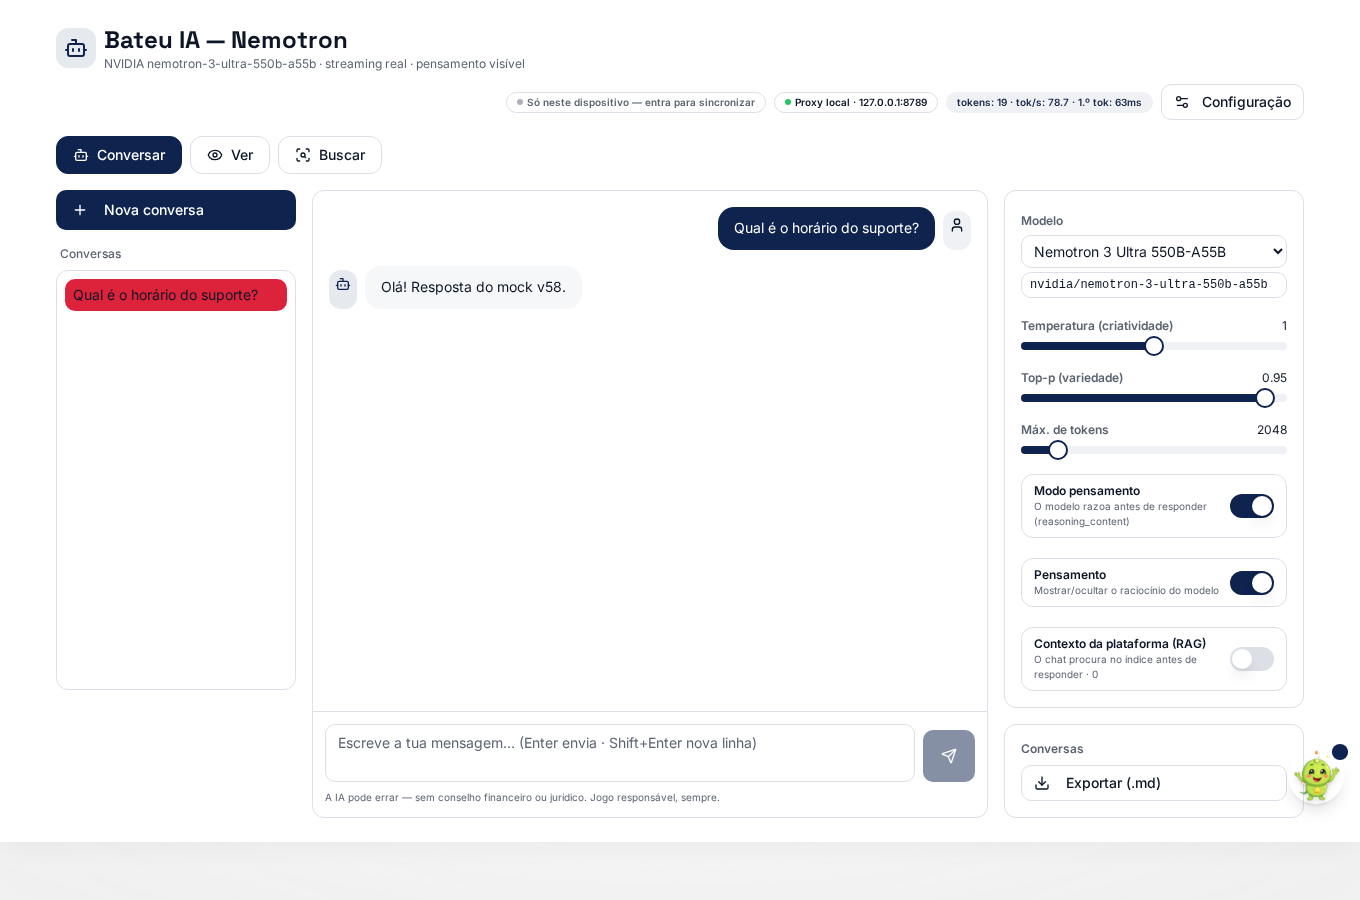 Bateu IA — Nemotron
NVIDIA nemotron-3-ultra-550b-a55b · streaming real · pensamento visível
Só neste dispositivo — entra para sincronizar
Proxy local · 127.0.0.1:8789
tokens: 19 · tok/s: 78.7 · 1.º tok: 63ms
Configuração
Conversar
Ver
Buscar
Nova conversa
Conversas
Qual é o horário do suporte?
Qual é o horário do suporte?
Olá! Resposta do mock v58.
Escreve a tua mensagem... (Enter envia · Shift+Enter nova linha)
A IA pode errar — sem conselho financeiro ou jurídico. Jogo responsável, sempre.
Modelo
Nemotron 3 Ultra 550B-A55B
nvidia/nemotron-3-ultra-550b-a55b
Temperatura (criatividade) 1
Top-p (variedade) 0.95
Máx. de tokens 2048
Modo pensamento
O modelo razoa antes de responder
(reasoning_content)
Pensamento
Mostrar/ocultar o raciocínio do modelo
Contexto da plataforma (RAG)
O chat procura no índice antes de
responder · 0
Conversas
Exportar (.md)